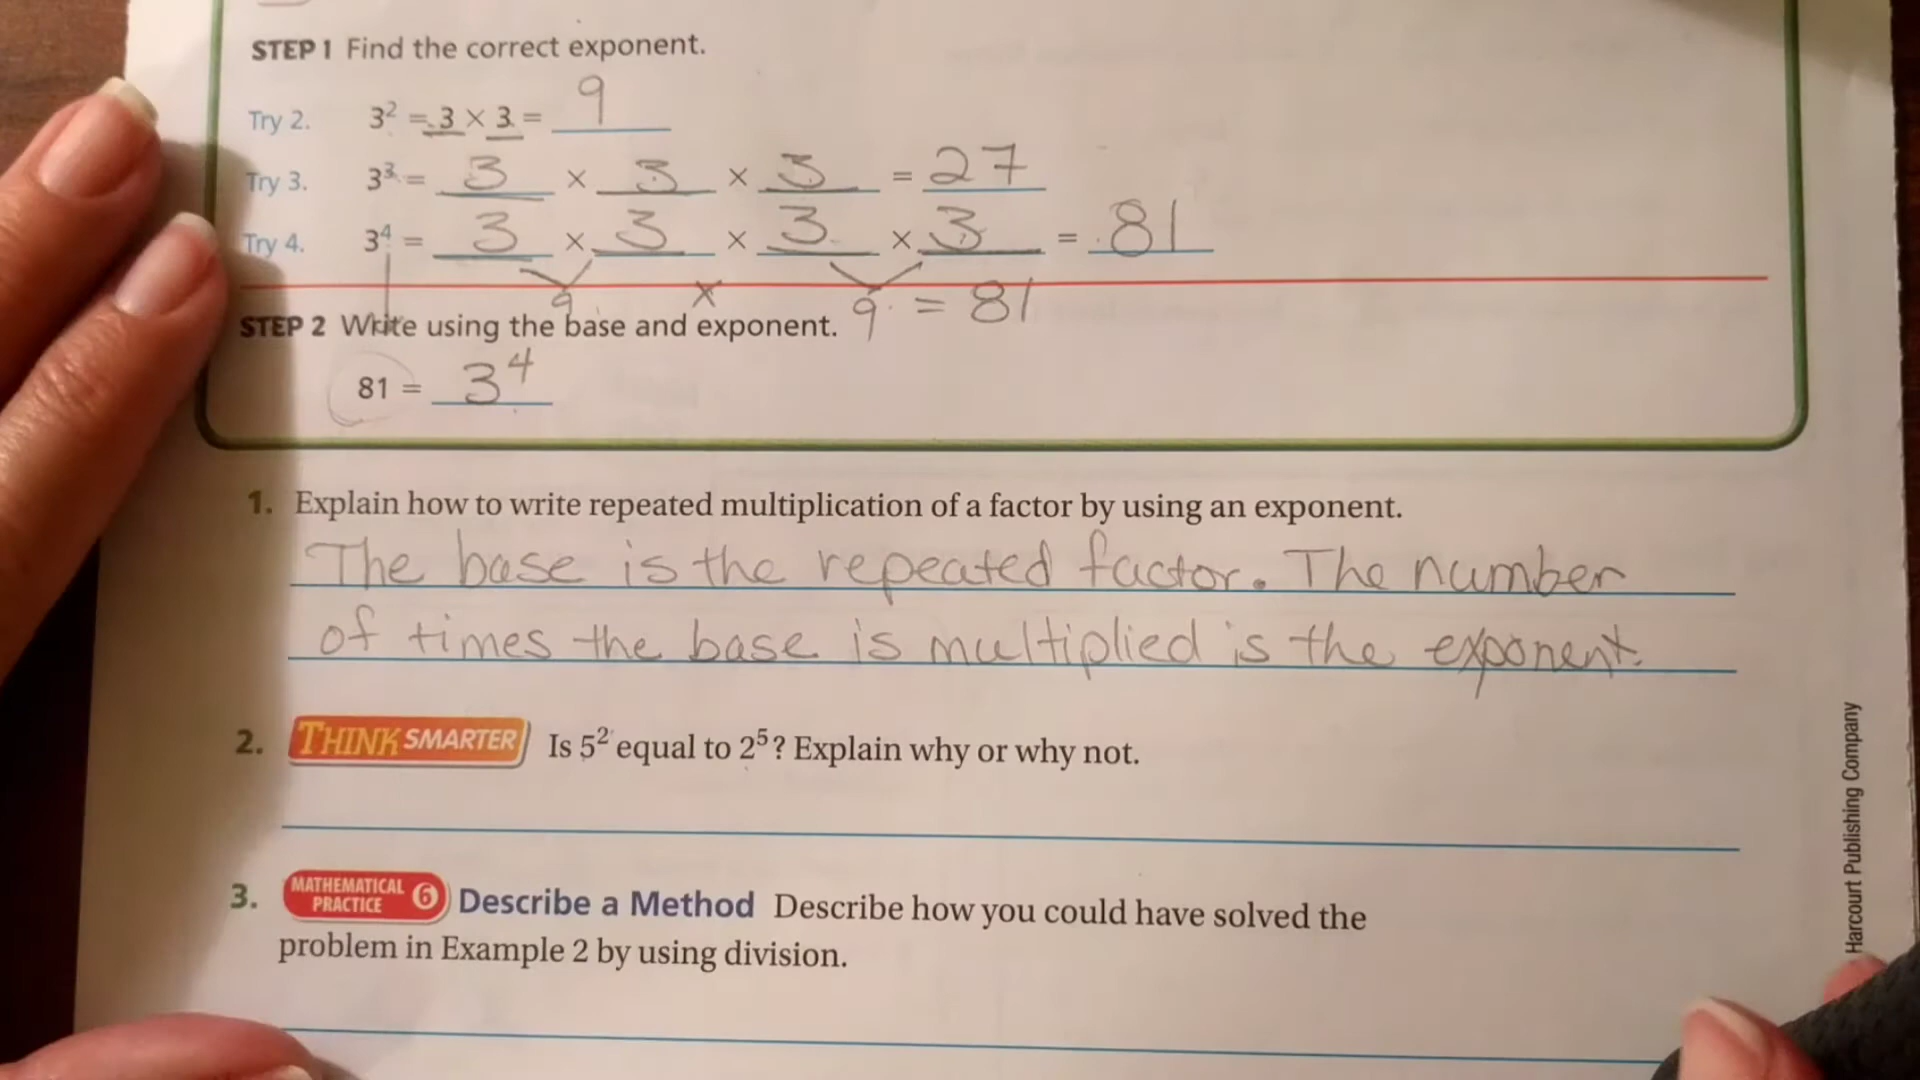 STEP 1 Find the correct exponent.
Try 2. 3² = 3 × 3 = 9
Try 3. 3³ = 3 × 3 × 3 = 27
Try 4. 3⁴ = 3 × 3 × 3 × 3 = 81
9 × 9 = 81
STEP 2 Write using the base and exponent.
81 = 3⁴
1. Explain how to write repeated multiplication of a factor by using an exponent.
The base is the repeated factor. The number
of times the base is multiplied is the exponent.
2. THINK SMARTER Is 5² equal to 2⁵? Explain why or why not.
3. MATHEMATICAL PRACTICE 6 Describe a Method Describe how you could have solved the
problem in Example 2 by using division.
Harcourt Publishing Company